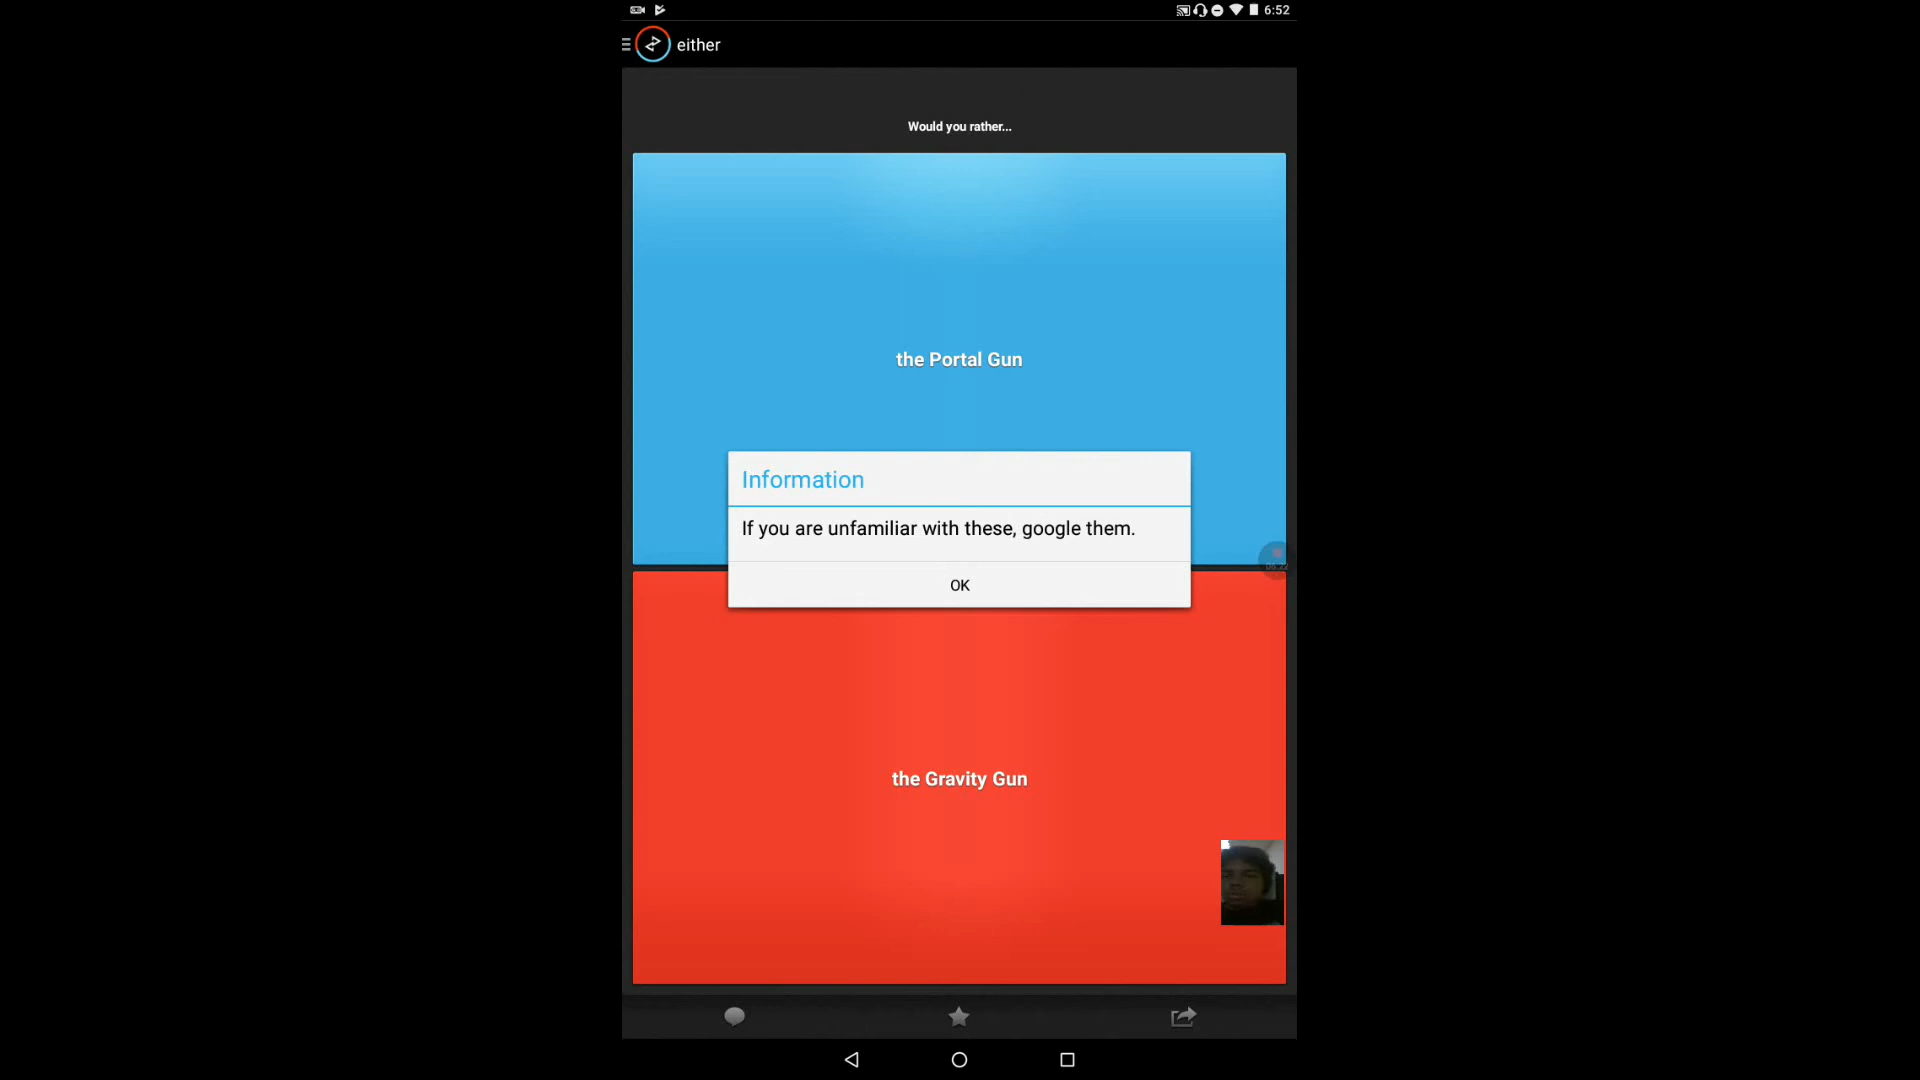 6:52
either
Would you rather...
the Portal Gun
Information
If you are unfamiliar with these, google them.
OK
the Gravity Gun